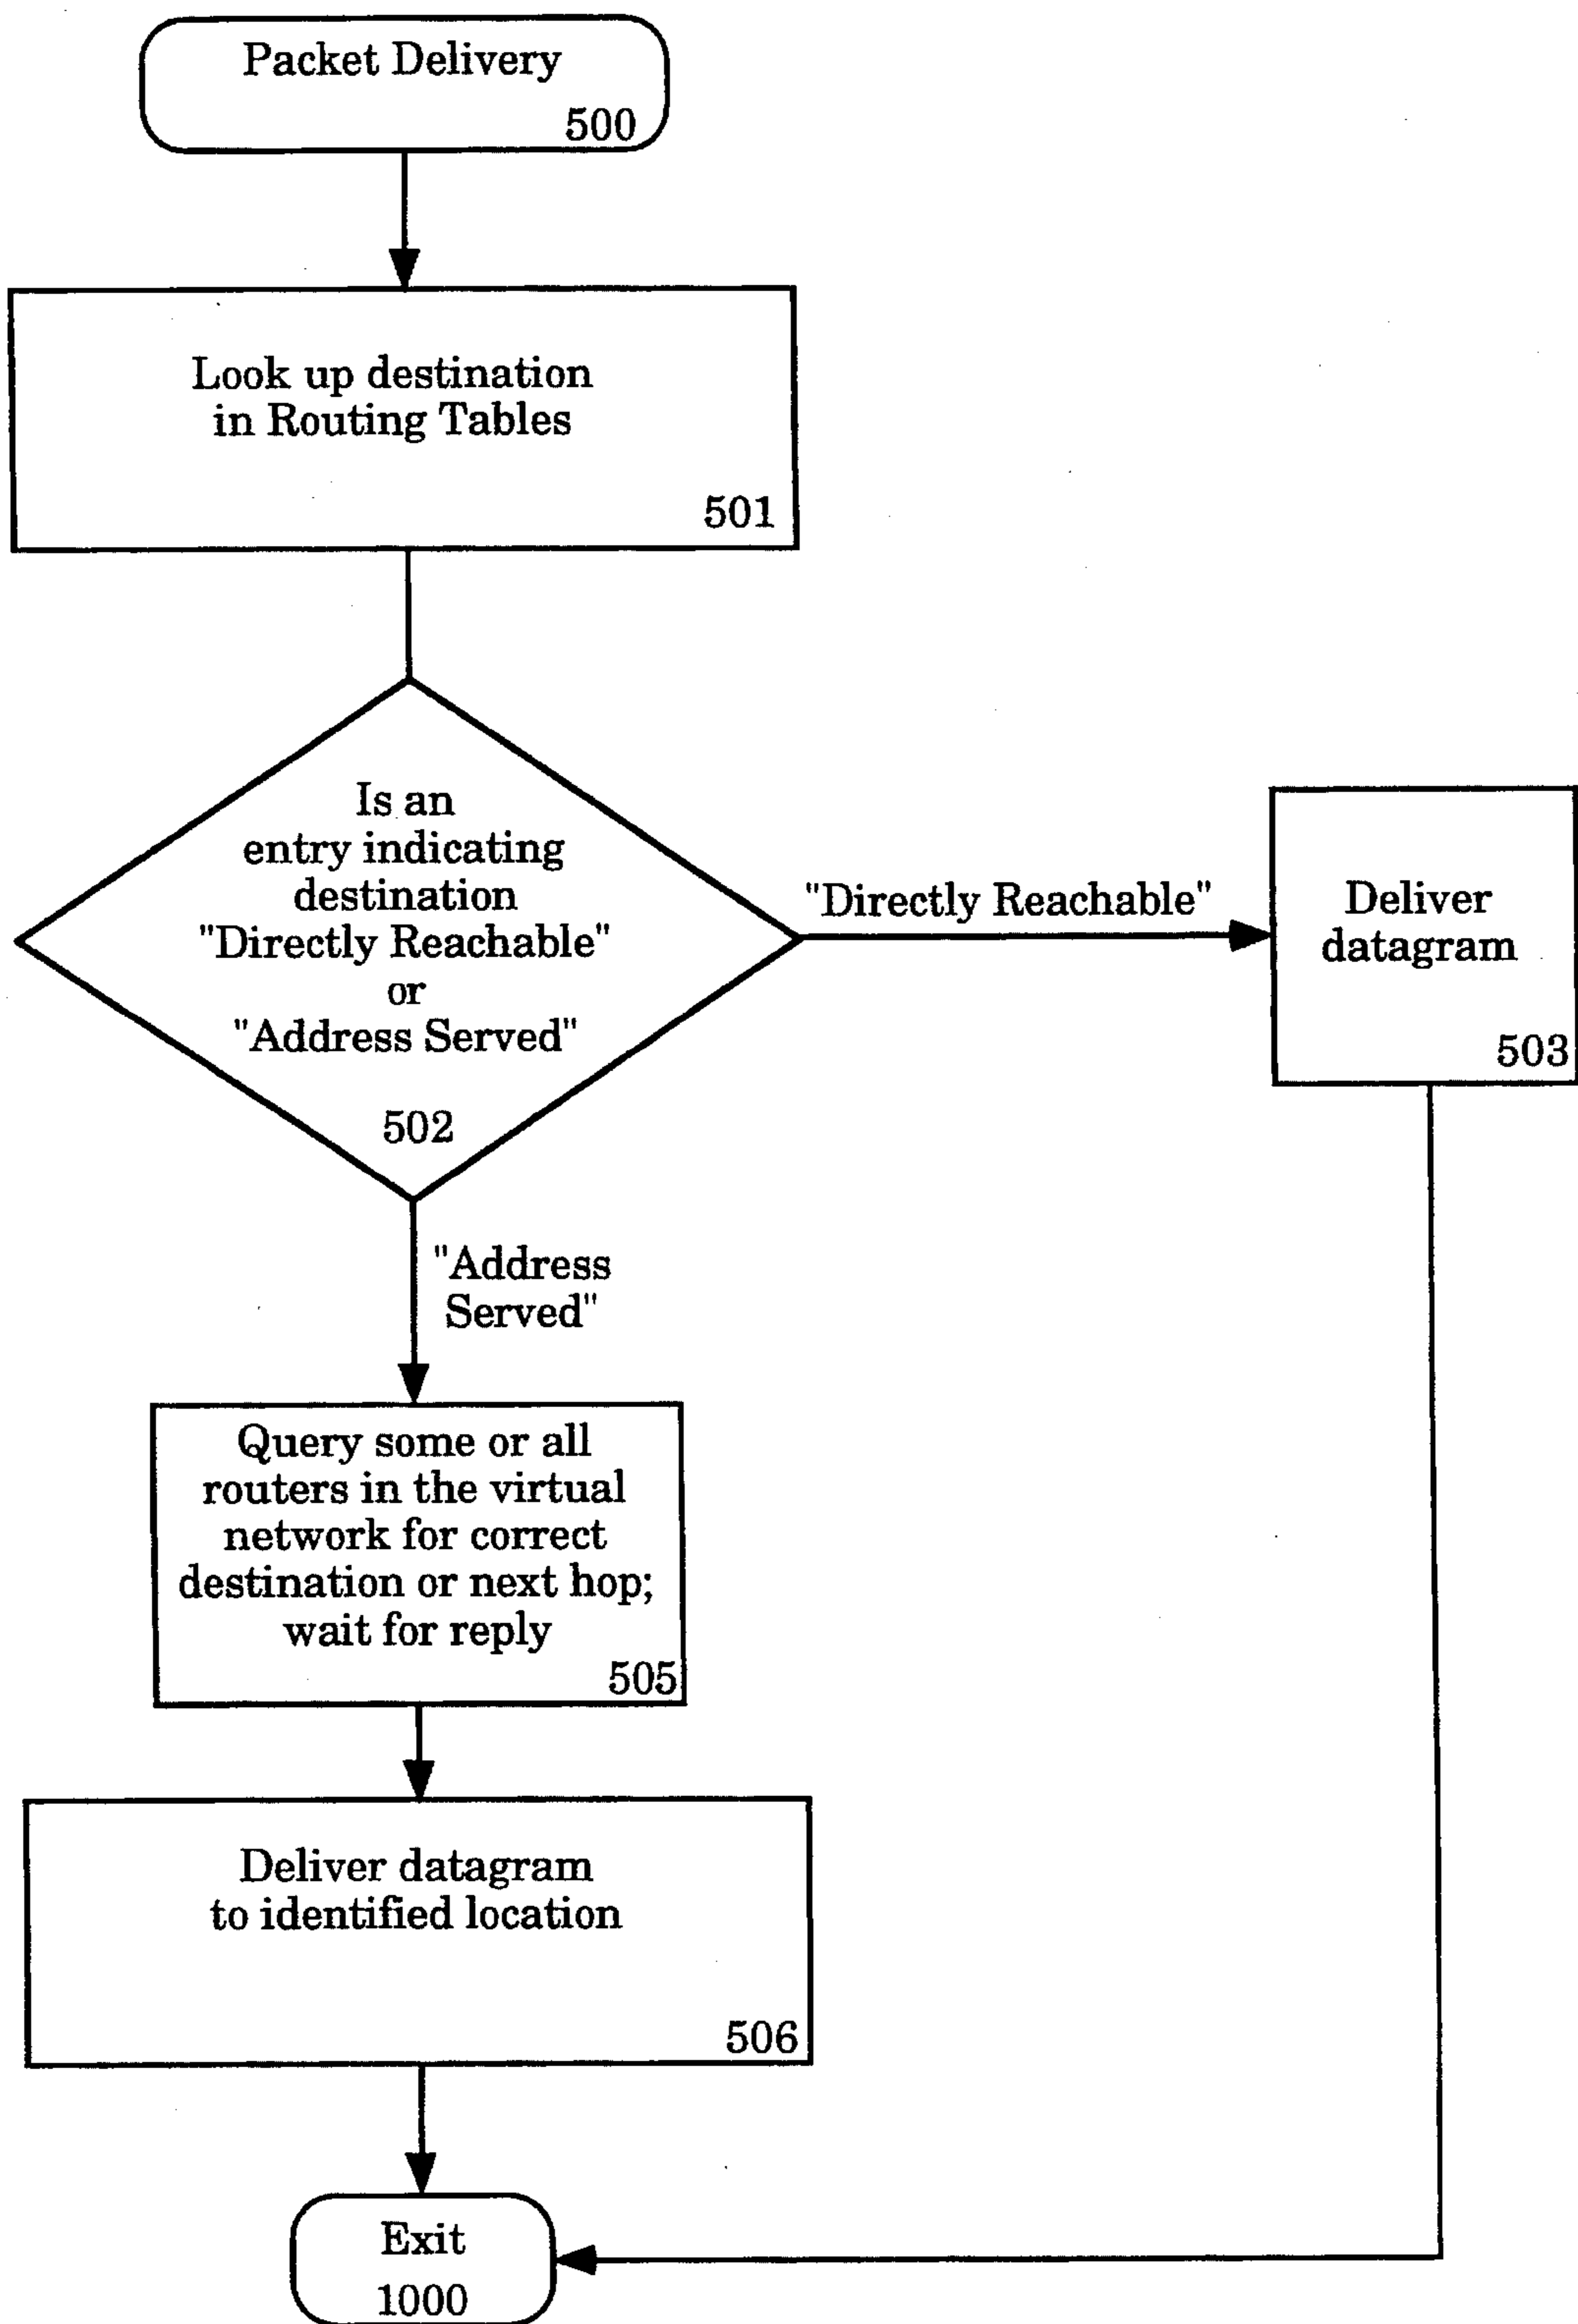 Packet Delivery
500
Look up destination
in Routing Tables
501
Is an
entry indicating
destination
"Directly Reachable"
or
"Address Served"
502
"Directly Reachable"
Deliver
datagram
503
"Address
Served"
Query some or all
routers in the virtual
network for correct
destination or next hop;
wait for reply
505
Deliver datagram
to identified location
506
Exit
1000